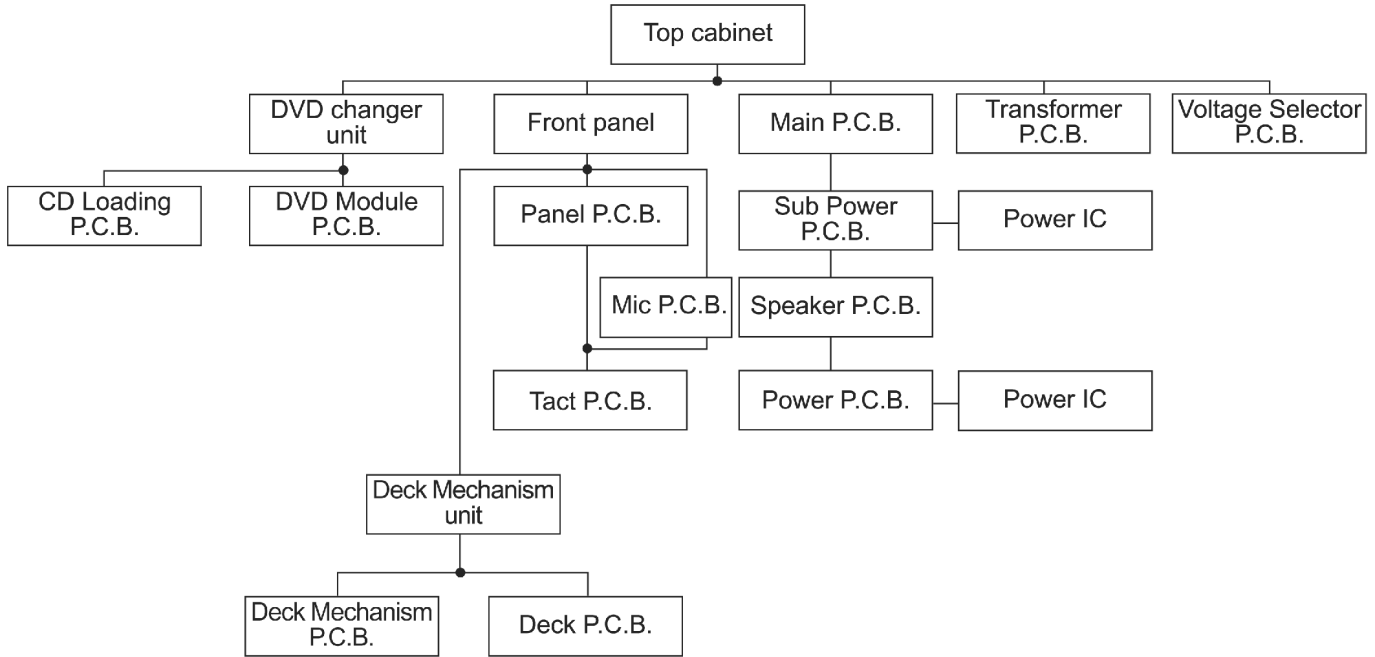 Top cabinet
DVD changer
unit
Front panel
Main P.C.B.
Transformer
P.C.B.
Voltage Selector
P.C.B.
CD Loading
P.C.B.
DVD Module
P.C.B.
Panel P.C.B.
Sub Power
P.C.B.
Power IC
Mic P.C.B.
Speaker P.C.B.
Tact P.C.B.
Power P.C.B.
Power IC
Deck Mechanism
unit
Deck Mechanism
P.C.B.
Deck P.C.B.